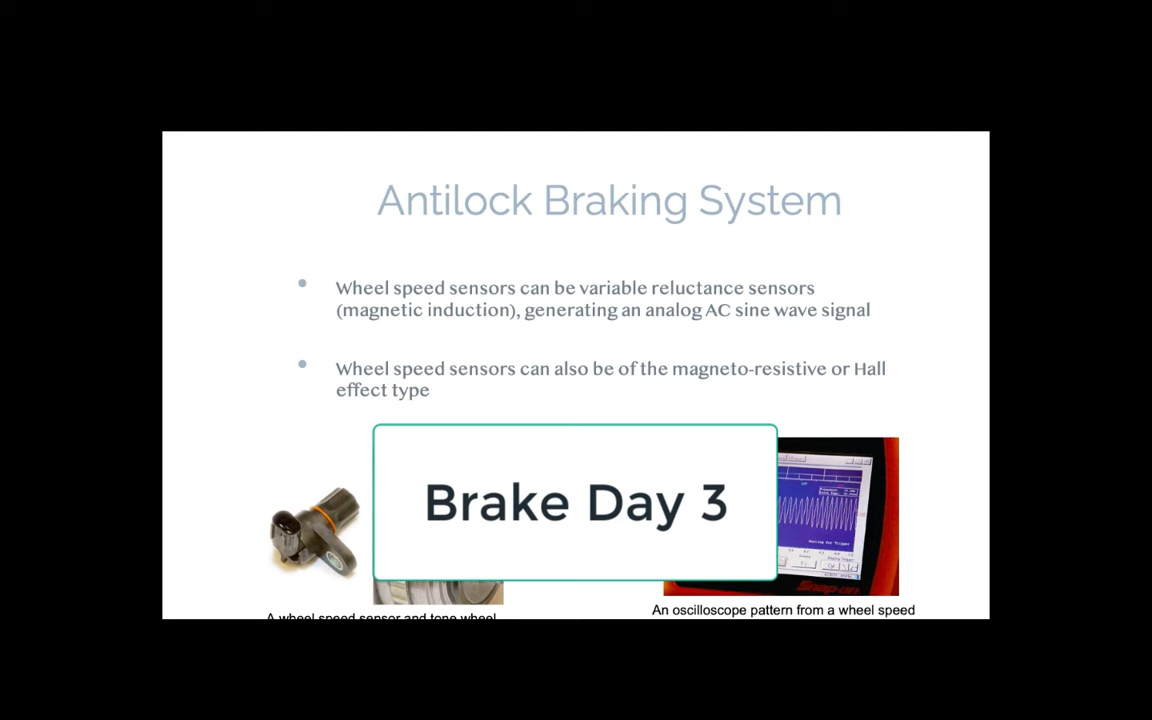 Antilock Braking System
• Wheel speed sensors can be variable reluctance sensors
(magnetic induction), generating an analog AC sine wave signal
• Wheel speed sensors can also be of the magneto-resistive or Hall
effect type
Brake Day 3
Snap-on
A wheel speed sensor and tone wheel
An oscilloscope pattern from a wheel speed